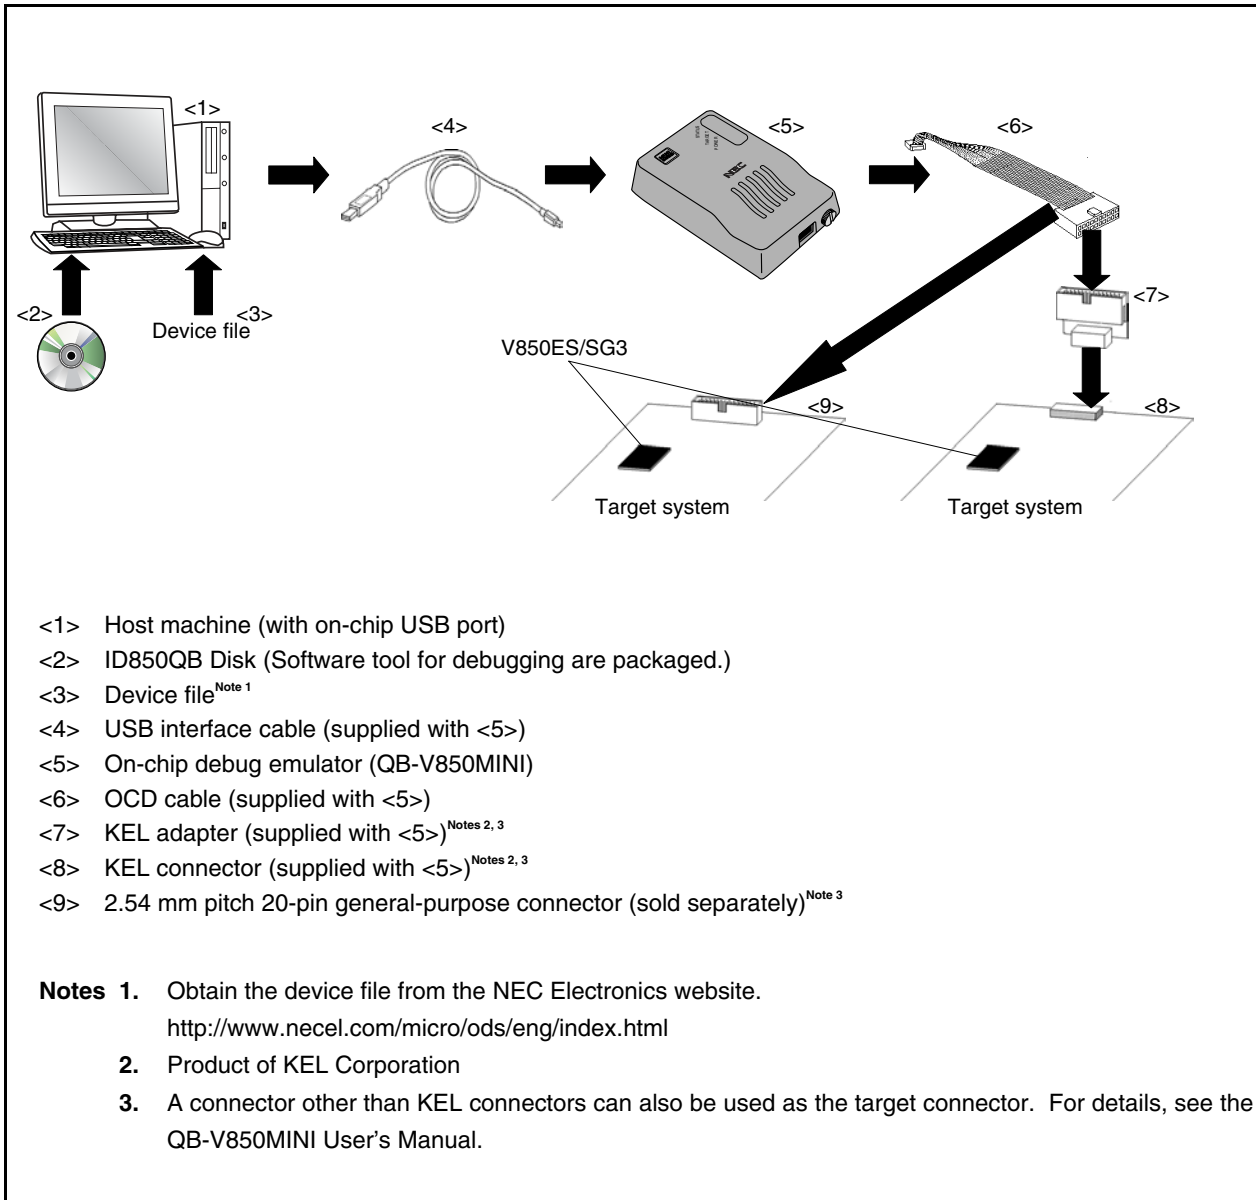 <1>
<4>
<5>
<6>
NEC
<2>
Device file
<3>
<7>
V850ES/SG3
<9>
<8>
Target system
Target system
<1> Host machine (with on-chip USB port)
<2> ID850QB Disk (Software tool for debugging are packaged.)
<3> Device file Note 1
<4> USB interface cable (supplied with <5>)
<5> On-chip debug emulator (QB-V850MINI)
<6> OCD cable (supplied with <5>)
<7> KEL adapter (supplied with <5>) Notes 2, 3
<8> KEL connector (supplied with <5>) Notes 2, 3
<9> 2.54 mm pitch 20-pin general-purpose connector (sold separately) Note 3
Notes 1. Obtain the device file from the NEC Electronics website.
http://www.necel.com/micro/ods/eng/index.html
2. Product of KEL Corporation
3. A connector other than KEL connectors can also be used as the target connector. For details, see the
QB-V850MINI User's Manual.